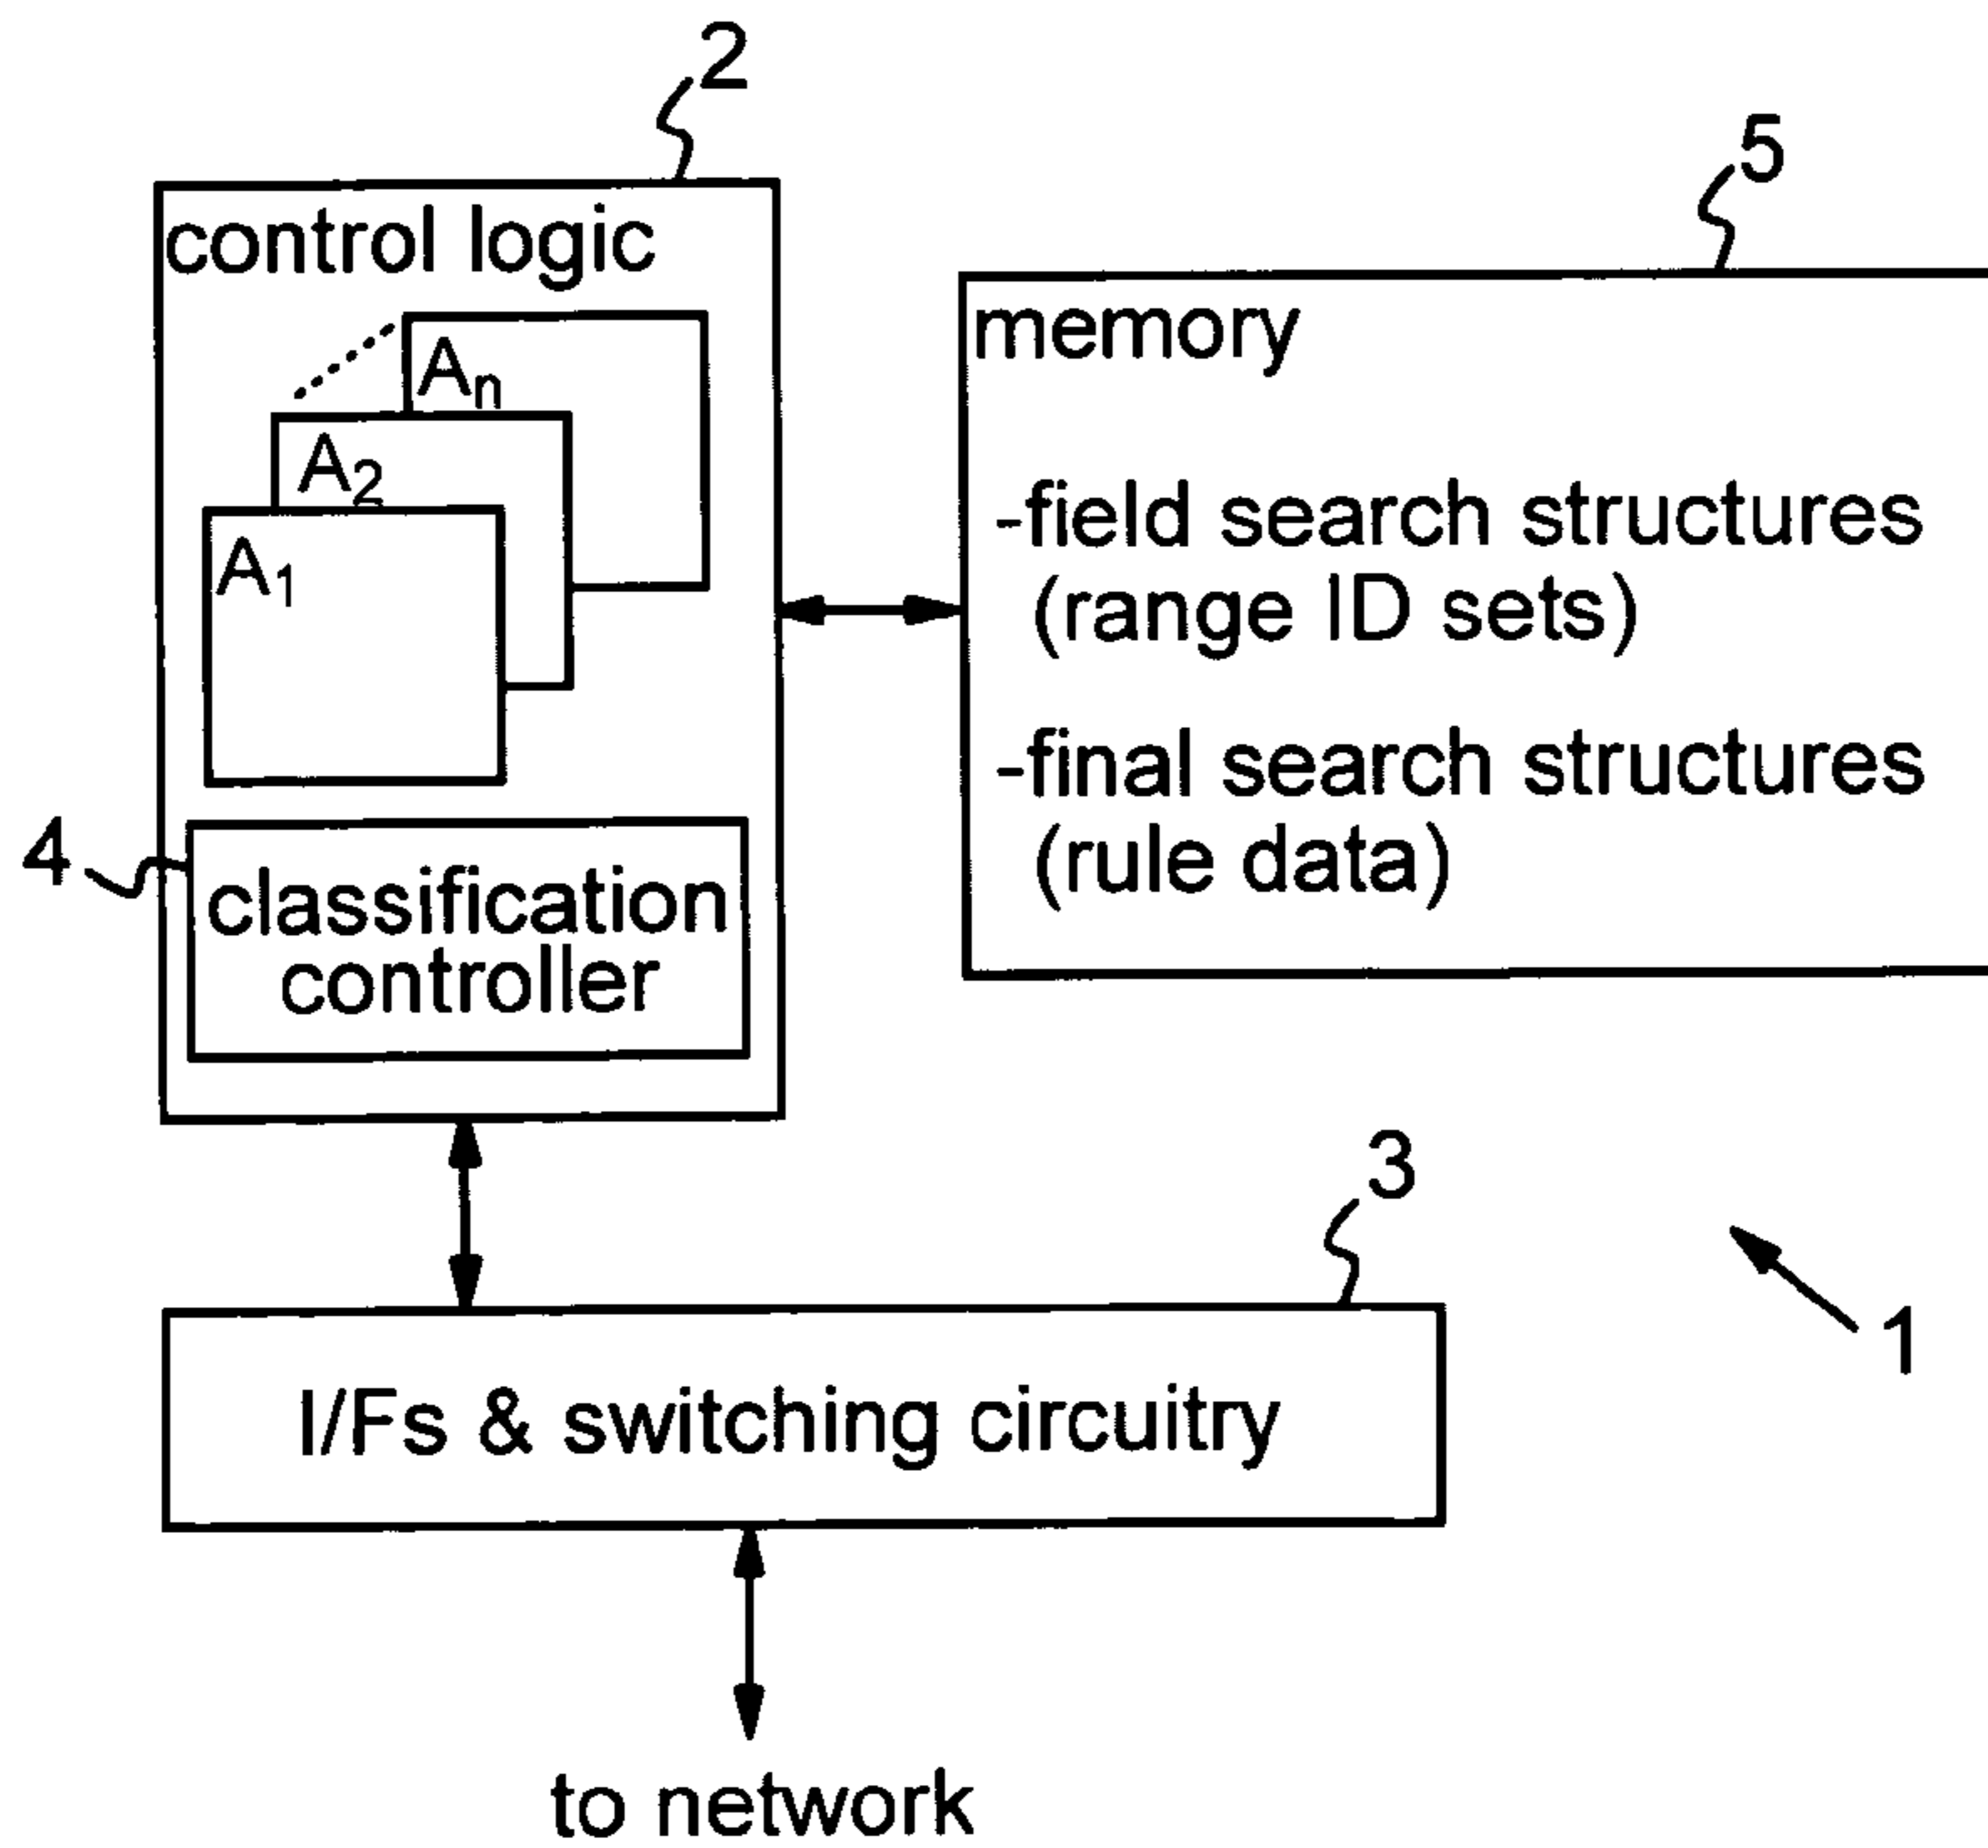 2
5
control logic
memory
Aₙ
A₂
A₁
-field search structures
(range ID sets)
-final search structures
(rule data)
4
classification
controller
3
1
I/Fs & switching circuitry
to network